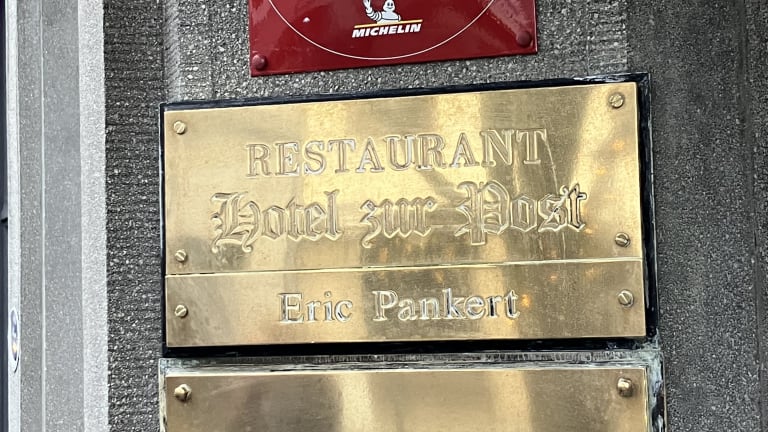 MICHELIN
RESTAURANT
Hotel zur Post
Eric Pankert